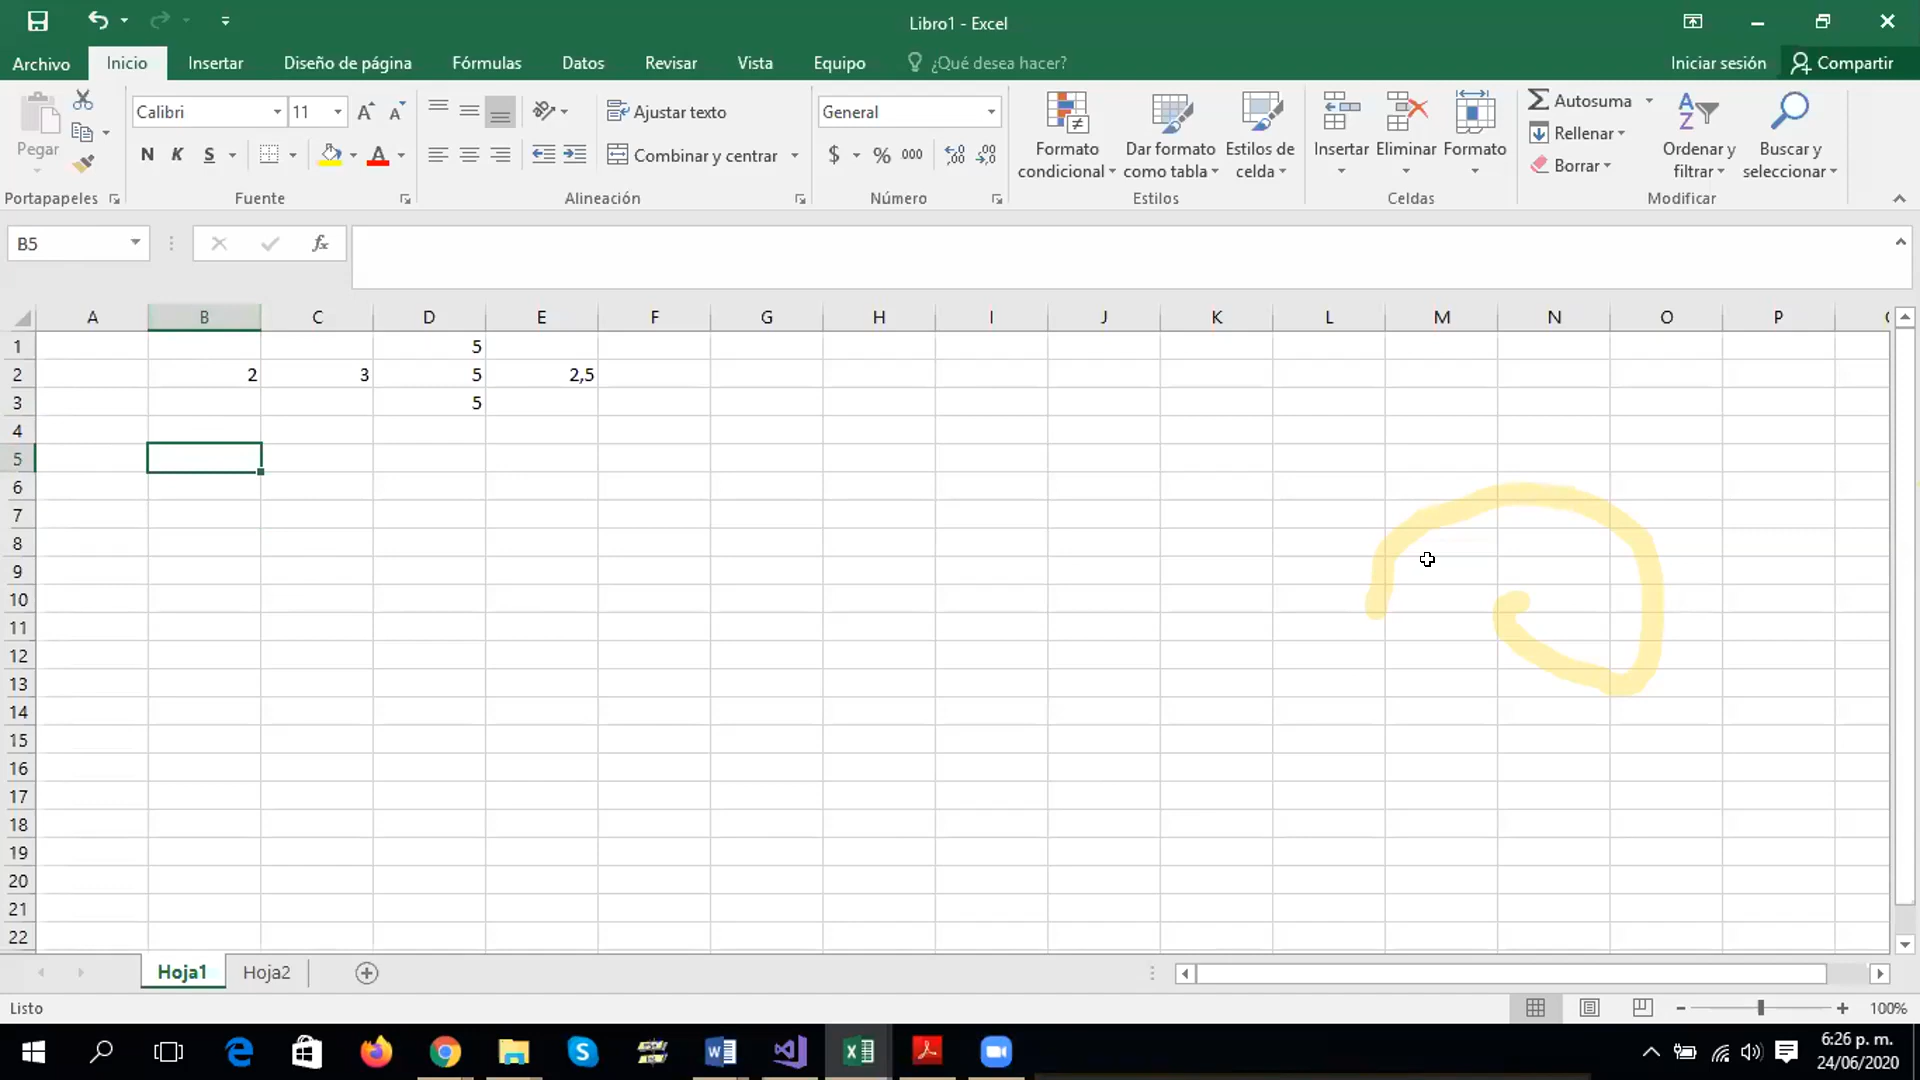 Libro1 - Excel
Archivo Inicio Insertar Diseño de página Fórmulas Datos Revisar Vista Equipo ¿Qué desea hacer? Iniciar sesión Compartir
Pegar
Portapapeles
Calibri 11
N K S A
Fuente
Ajustar texto
Combinar y centrar
Alineación
General
$ % 000
Número
Formato condicional
Dar formato como tabla
Estilos de celda
Estilos
Insertar Eliminar Formato
Celdas
Autosuma
Rellenar
Borrar
Ordenar y filtrar
Buscar y seleccionar
Modificar
B5 fx
A B C D E F G H I J K L M N O P
1 5
2 2 3 5 2,5
3 5
4
5
6
7
8
9
10
11
12
13
14
15
16
17
18
19
20
21
22
Hoja1 Hoja2
Listo 100%
6:26 p. m.
24/06/2020